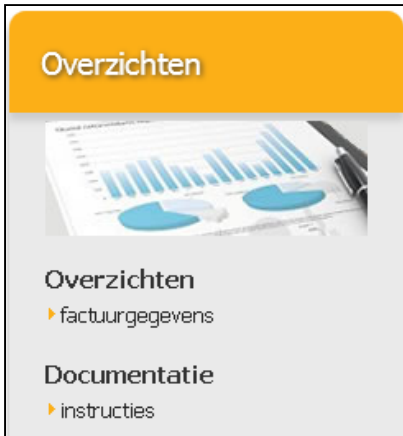 Overzichten
Overzichten
factuurgegevens
Documentatie
instructies